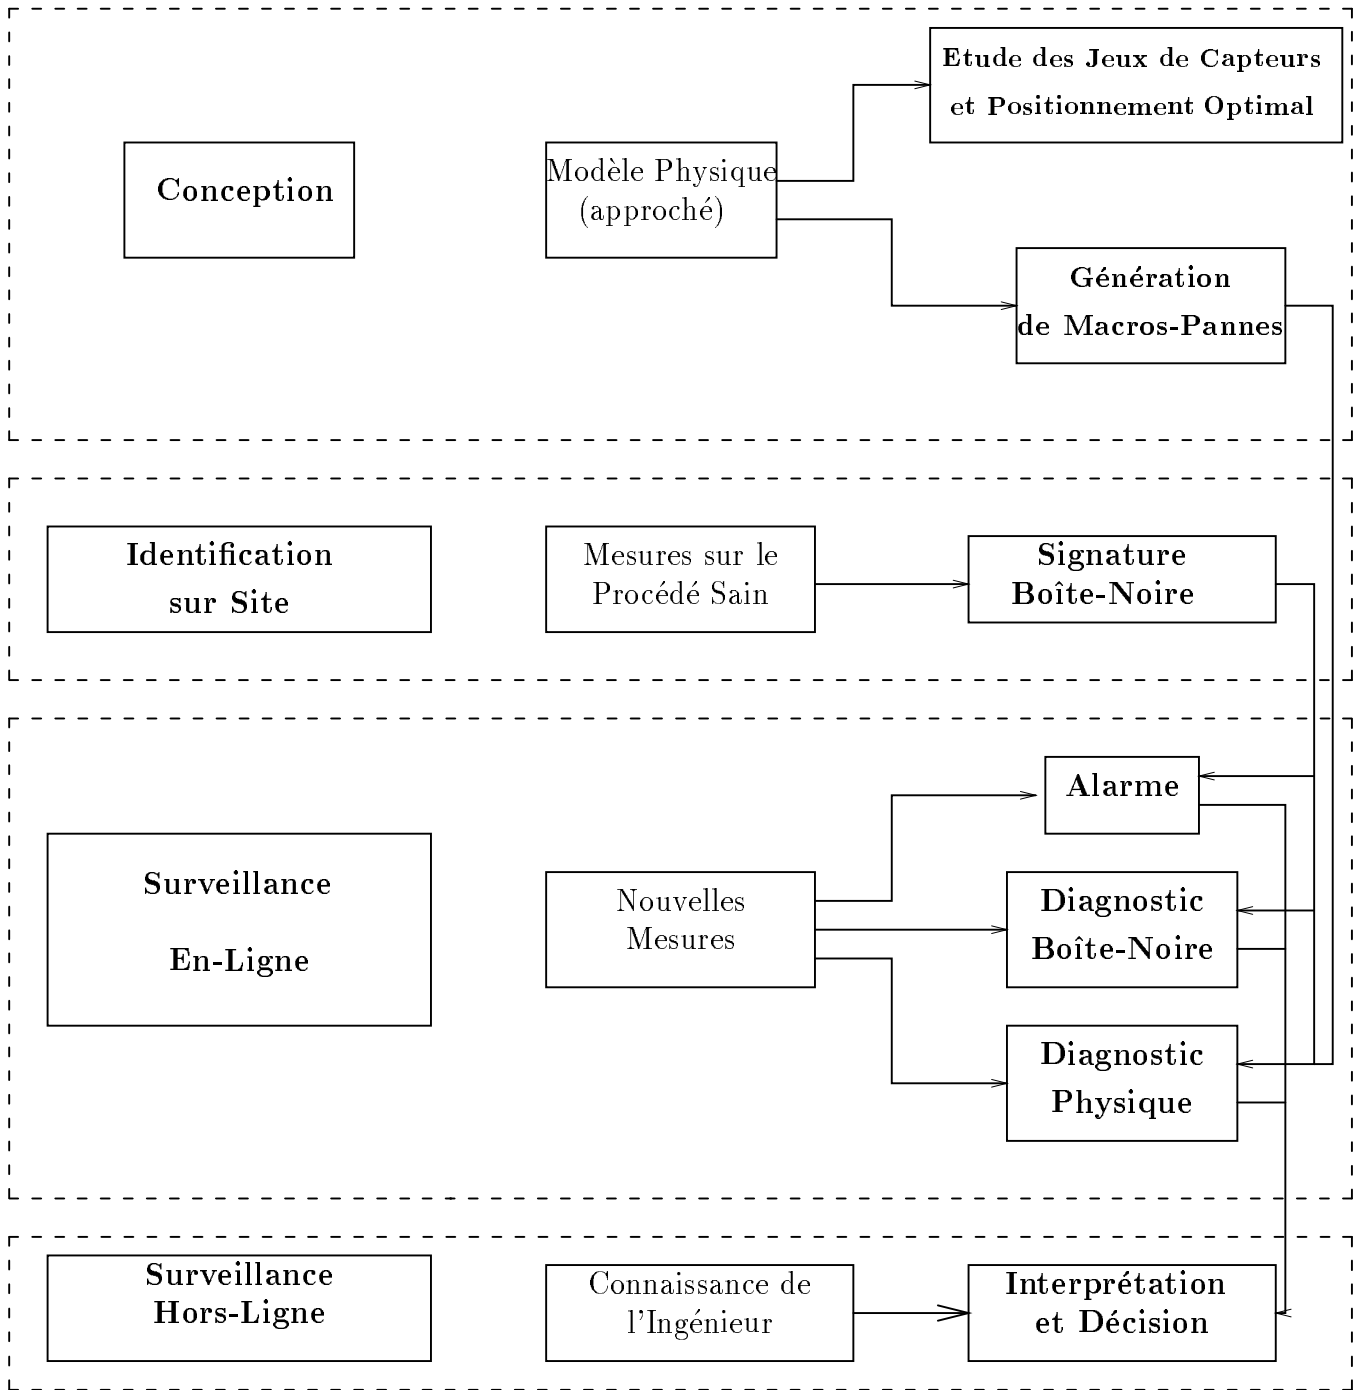 Conception
Modèle Physique
(approché)
Etude des Jeux de Capteurs
et Positionnement Optimal
Génération
de Macros-Pannes
Identification
sur Site
Mesures sur le
Procédé Sain
Signature
Boîte-Noire
Surveillance
En-Ligne
Nouvelles
Mesures
Alarme
Diagnostic
Boîte-Noire
Diagnostic
Physique
Surveillance
Hors-Ligne
Connaissance de
l'Ingénieur
Interprétation
et Décision